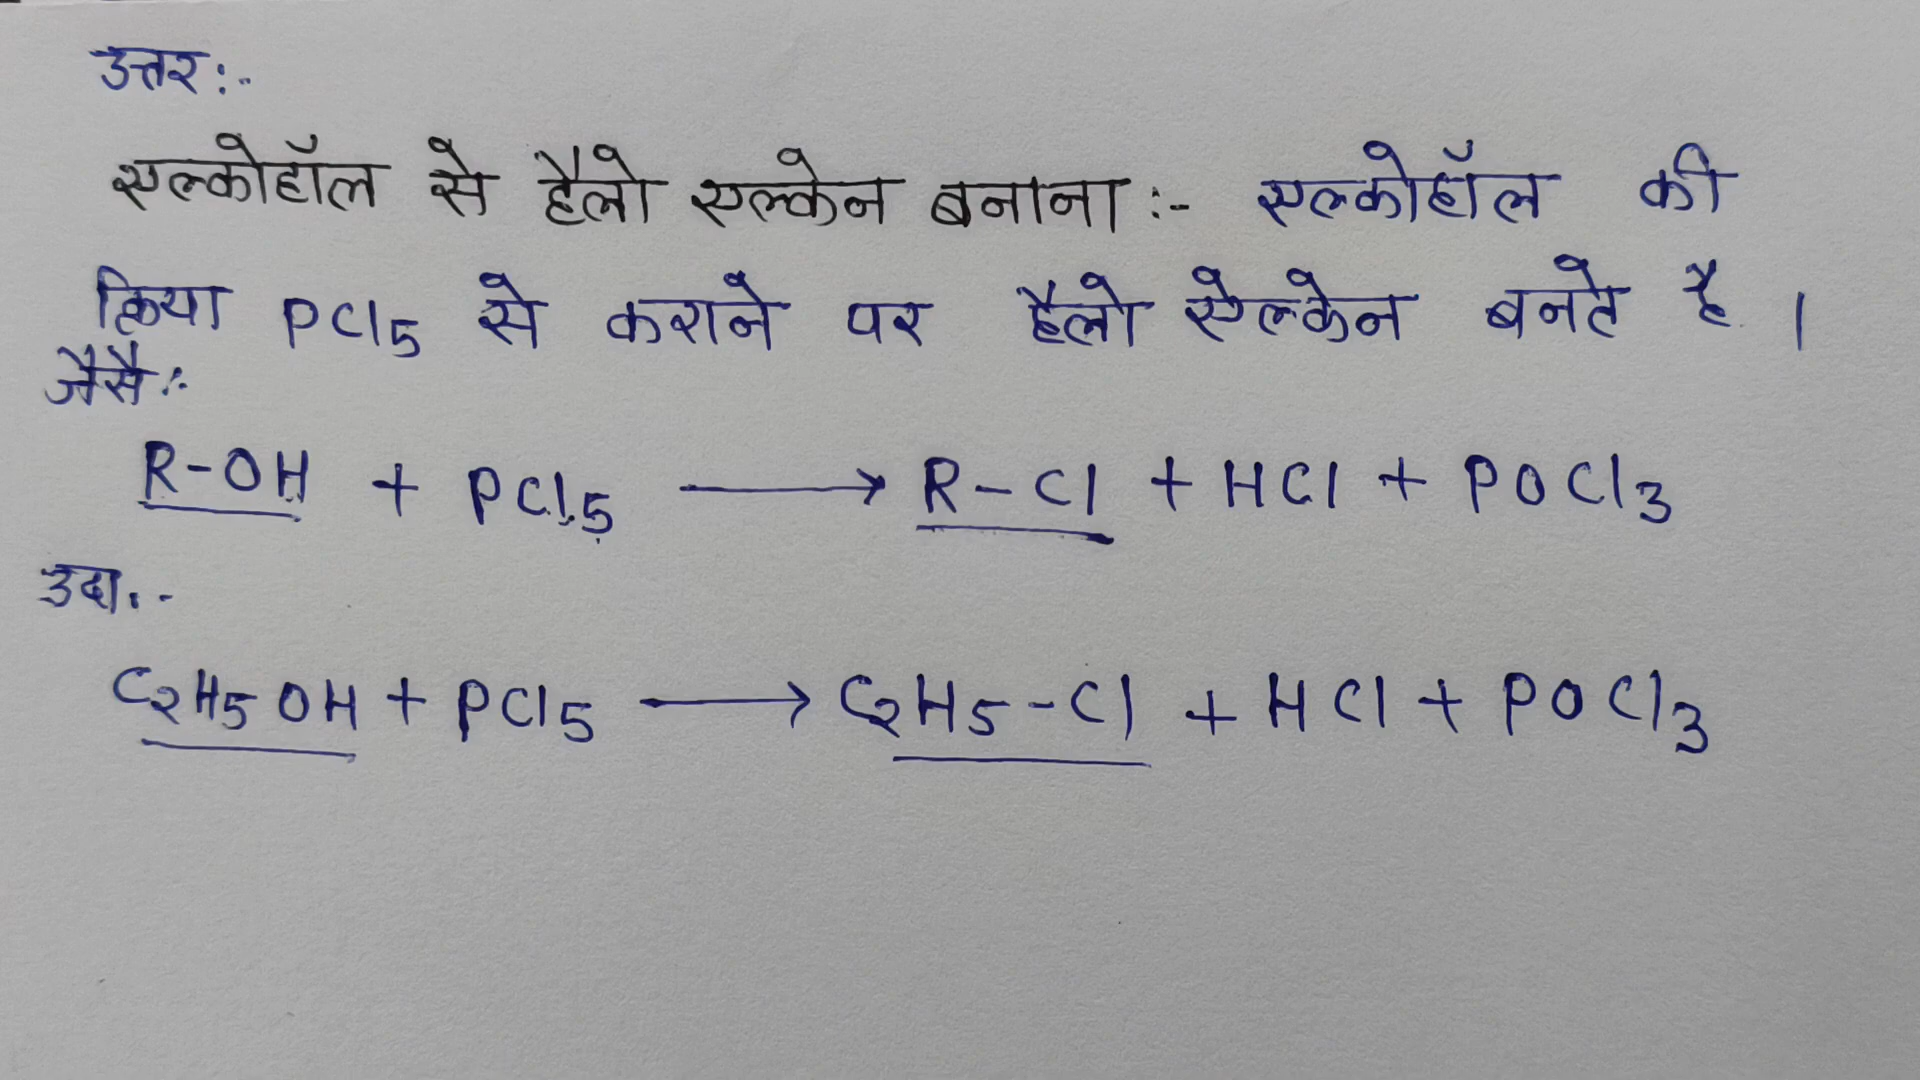 उत्तर:-
एल्कोहॉल से हैलो एल्केन बनाना:- एल्कोहॉल की
क्रिया PCl5 से कराने पर हैलो ऐल्केन बनते है।
जैसै:-
R-OH + PCl5 ⟶ R-Cl + HCl + POCl3
उदा.-
C2H5OH + PCl5 ⟶ C2H5-Cl + HCl + POCl3